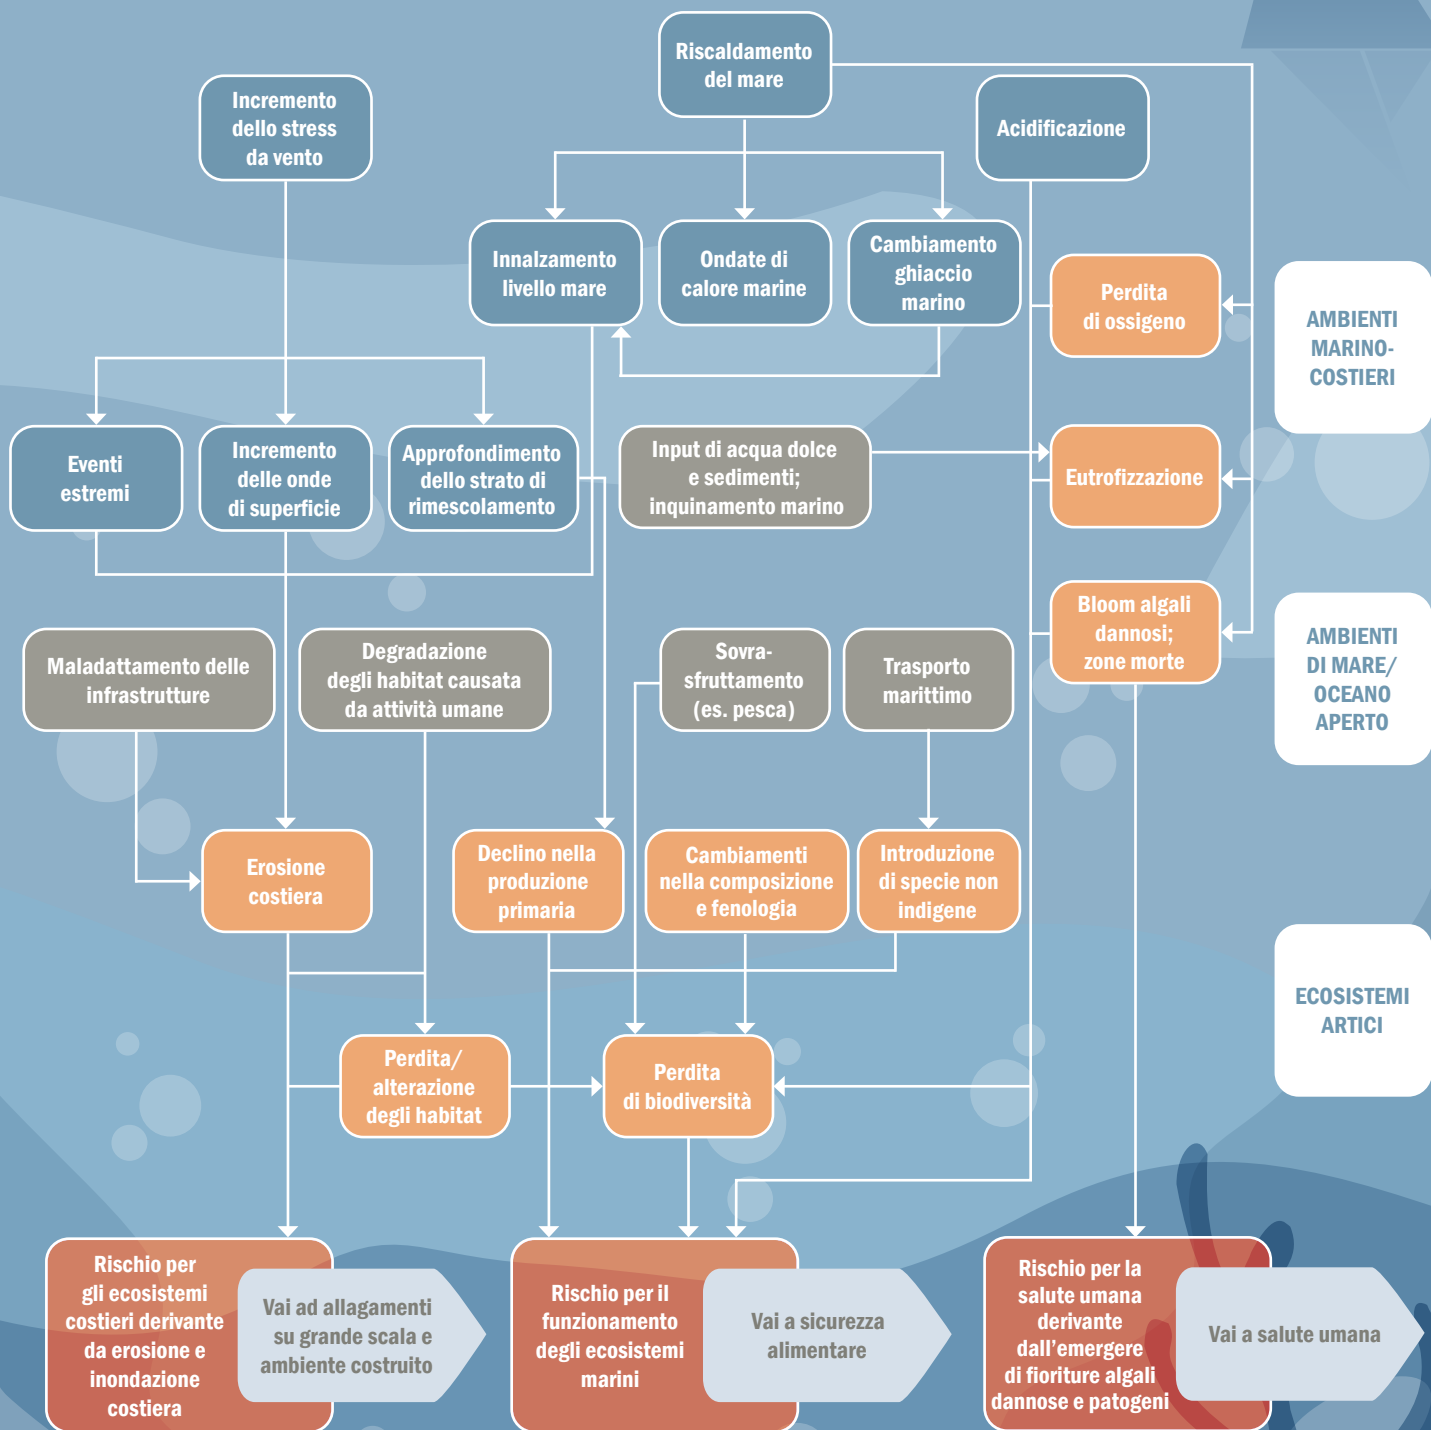 Riscaldamento
del mare
Incremento
dello stress
da vento
Acidificazione
Innalzamento
livello mare
Ondate di
calore marine
Cambiamento
ghiaccio
marino
Perdita
di ossigeno
AMBIENTI
MARINO-
COSTIERI
Eventi
estremi
Incremento
delle onde
di superficie
Approfondimento
dello strato di
rimescolamento
Input di acqua dolce
e sedimenti;
inquinamento marino
Eutrofizzazione
Bloom algali
dannosi;
zone morte
AMBIENTI
DI MARE/
OCEANO
APERTO
Maladattamento delle
infrastrutture
Degradazione
degli habitat causata
da attività umane
Sovra-
sfruttamento
(es. pesca)
Trasporto
marittimo
Erosione
costiera
Declino nella
produzione
primaria
Cambiamenti
nella composizione
e fenologia
Introduzione
di specie non
indigene
ECOSISTEMI
ARTICI
Perdita/
alterazione
degli habitat
Perdita
di biodiversità
Rischio per
gli ecosistemi
costieri derivante
da erosione e
inondazione
costiera
Vai ad allagamenti
su grande scala e
ambiente costruito
Rischio per il
funzionamento
degli ecosistemi
marini
Vai a sicurezza
alimentare
Rischio per la
salute umana
derivante
dall'emergere
di fioriture algali
dannose e patogeni
Vai a salute umana